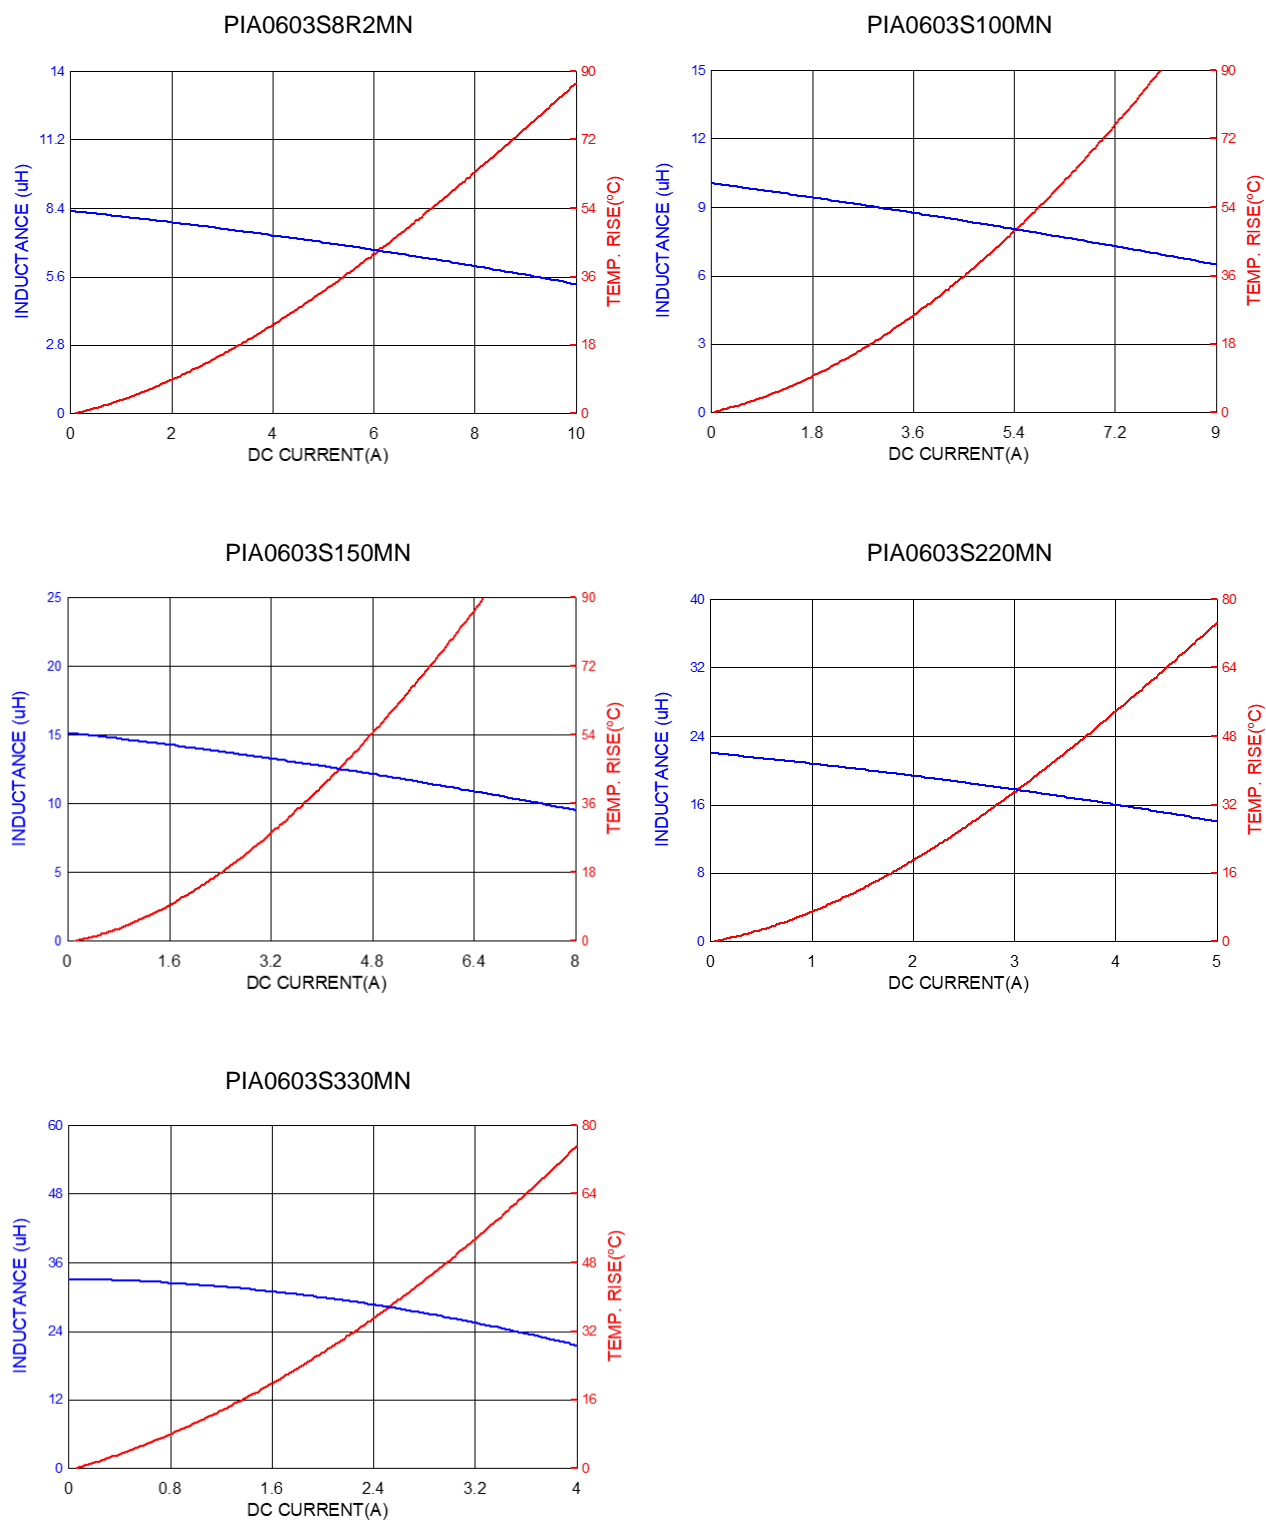 PIA0603S8R2MN
14
11.2
8.4
5.6
2.8
0
INDUCTANCE (uH)
90
72
54
36
18
0
TEMP. RISE(ºC)
0 2 4 6 8 10
DC CURRENT(A)
PIA0603S100MN
15
12
9
6
3
0
INDUCTANCE (uH)
90
72
54
36
18
0
TEMP. RISE(ºC)
0 1.8 3.6 5.4 7.2 9
DC CURRENT(A)
PIA0603S150MN
25
20
15
10
5
0
INDUCTANCE (uH)
90
72
54
36
18
0
TEMP. RISE(ºC)
0 1.6 3.2 4.8 6.4 8
DC CURRENT(A)
PIA0603S220MN
40
32
24
16
8
0
INDUCTANCE (uH)
80
64
48
32
16
0
TEMP. RISE(ºC)
0 1 2 3 4 5
DC CURRENT(A)
PIA0603S330MN
60
48
36
24
12
0
INDUCTANCE (uH)
80
64
48
32
16
0
TEMP. RISE(ºC)
0 0.8 1.6 2.4 3.2 4
DC CURRENT(A)